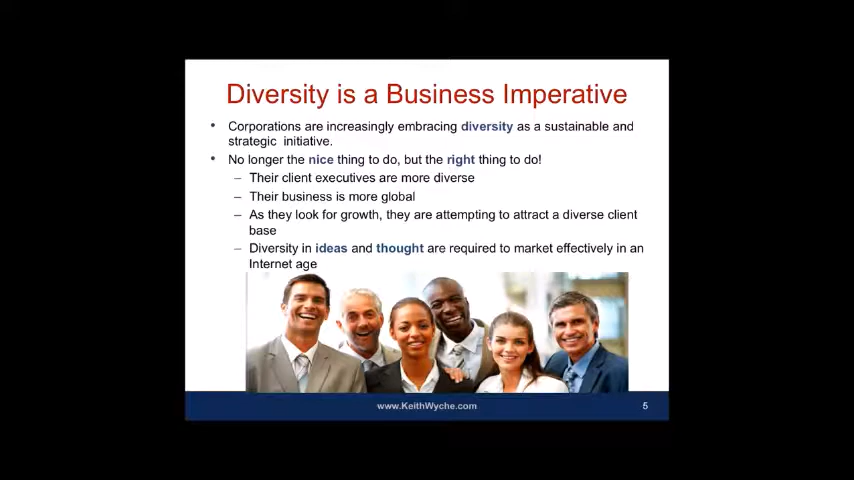 Diversity is a Business Imperative
• Corporations are increasingly embracing diversity as a sustainable and
strategic initiative.
• No longer the nice thing to do, but the right thing to do!
– Their client executives are more diverse
– Their business is more global
– As they look for growth, they are attempting to attract a diverse client
base
– Diversity in ideas and thought are required to market effectively in an
Internet age
www.KeithWyche.com
5